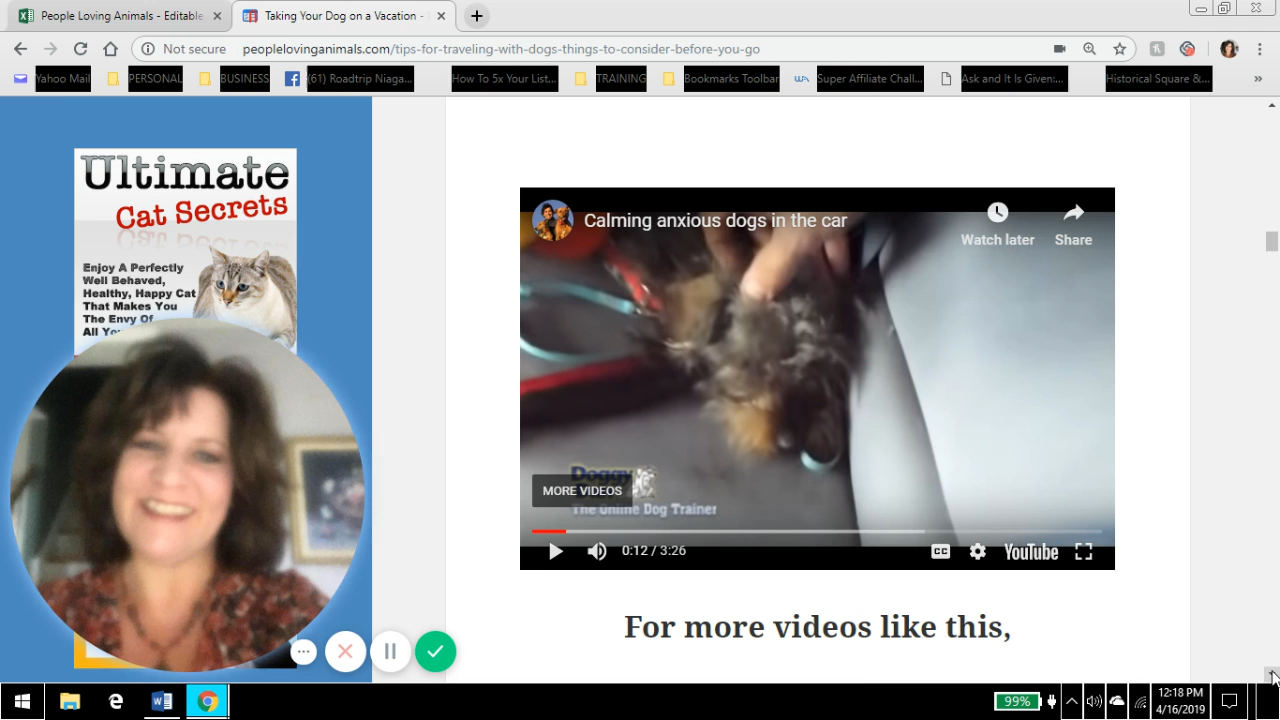 People Loving Animals - Editable
Taking Your Dog on a Vacation -
Not secure
peoplelovinganimals.com/tips-for-traveling-with-dogs-things-to-consider-before-you-go
Yahoo Mail
PERSONAL
BUSINESS
(61) Roadtrip Niaga...
How To 5x Your List...
TRAINING
Bookmarks Toolbar
Super Affiliate Chall...
Ask and It Is Given:...
Historical Square &...
Ultimate
Cat Secrets
Enjoy A Perfectly
Well Behaved,
Healthy, Happy Cat
That Makes You
The Envy Of
All
Calming anxious dogs in the car
Watch later
Share
Doggy
MORE VIDEOS
The Online Dog Trainer
0:12 / 3:26
CC
YouTube
For more videos like this,
99%
12:18 PM
4/16/2019